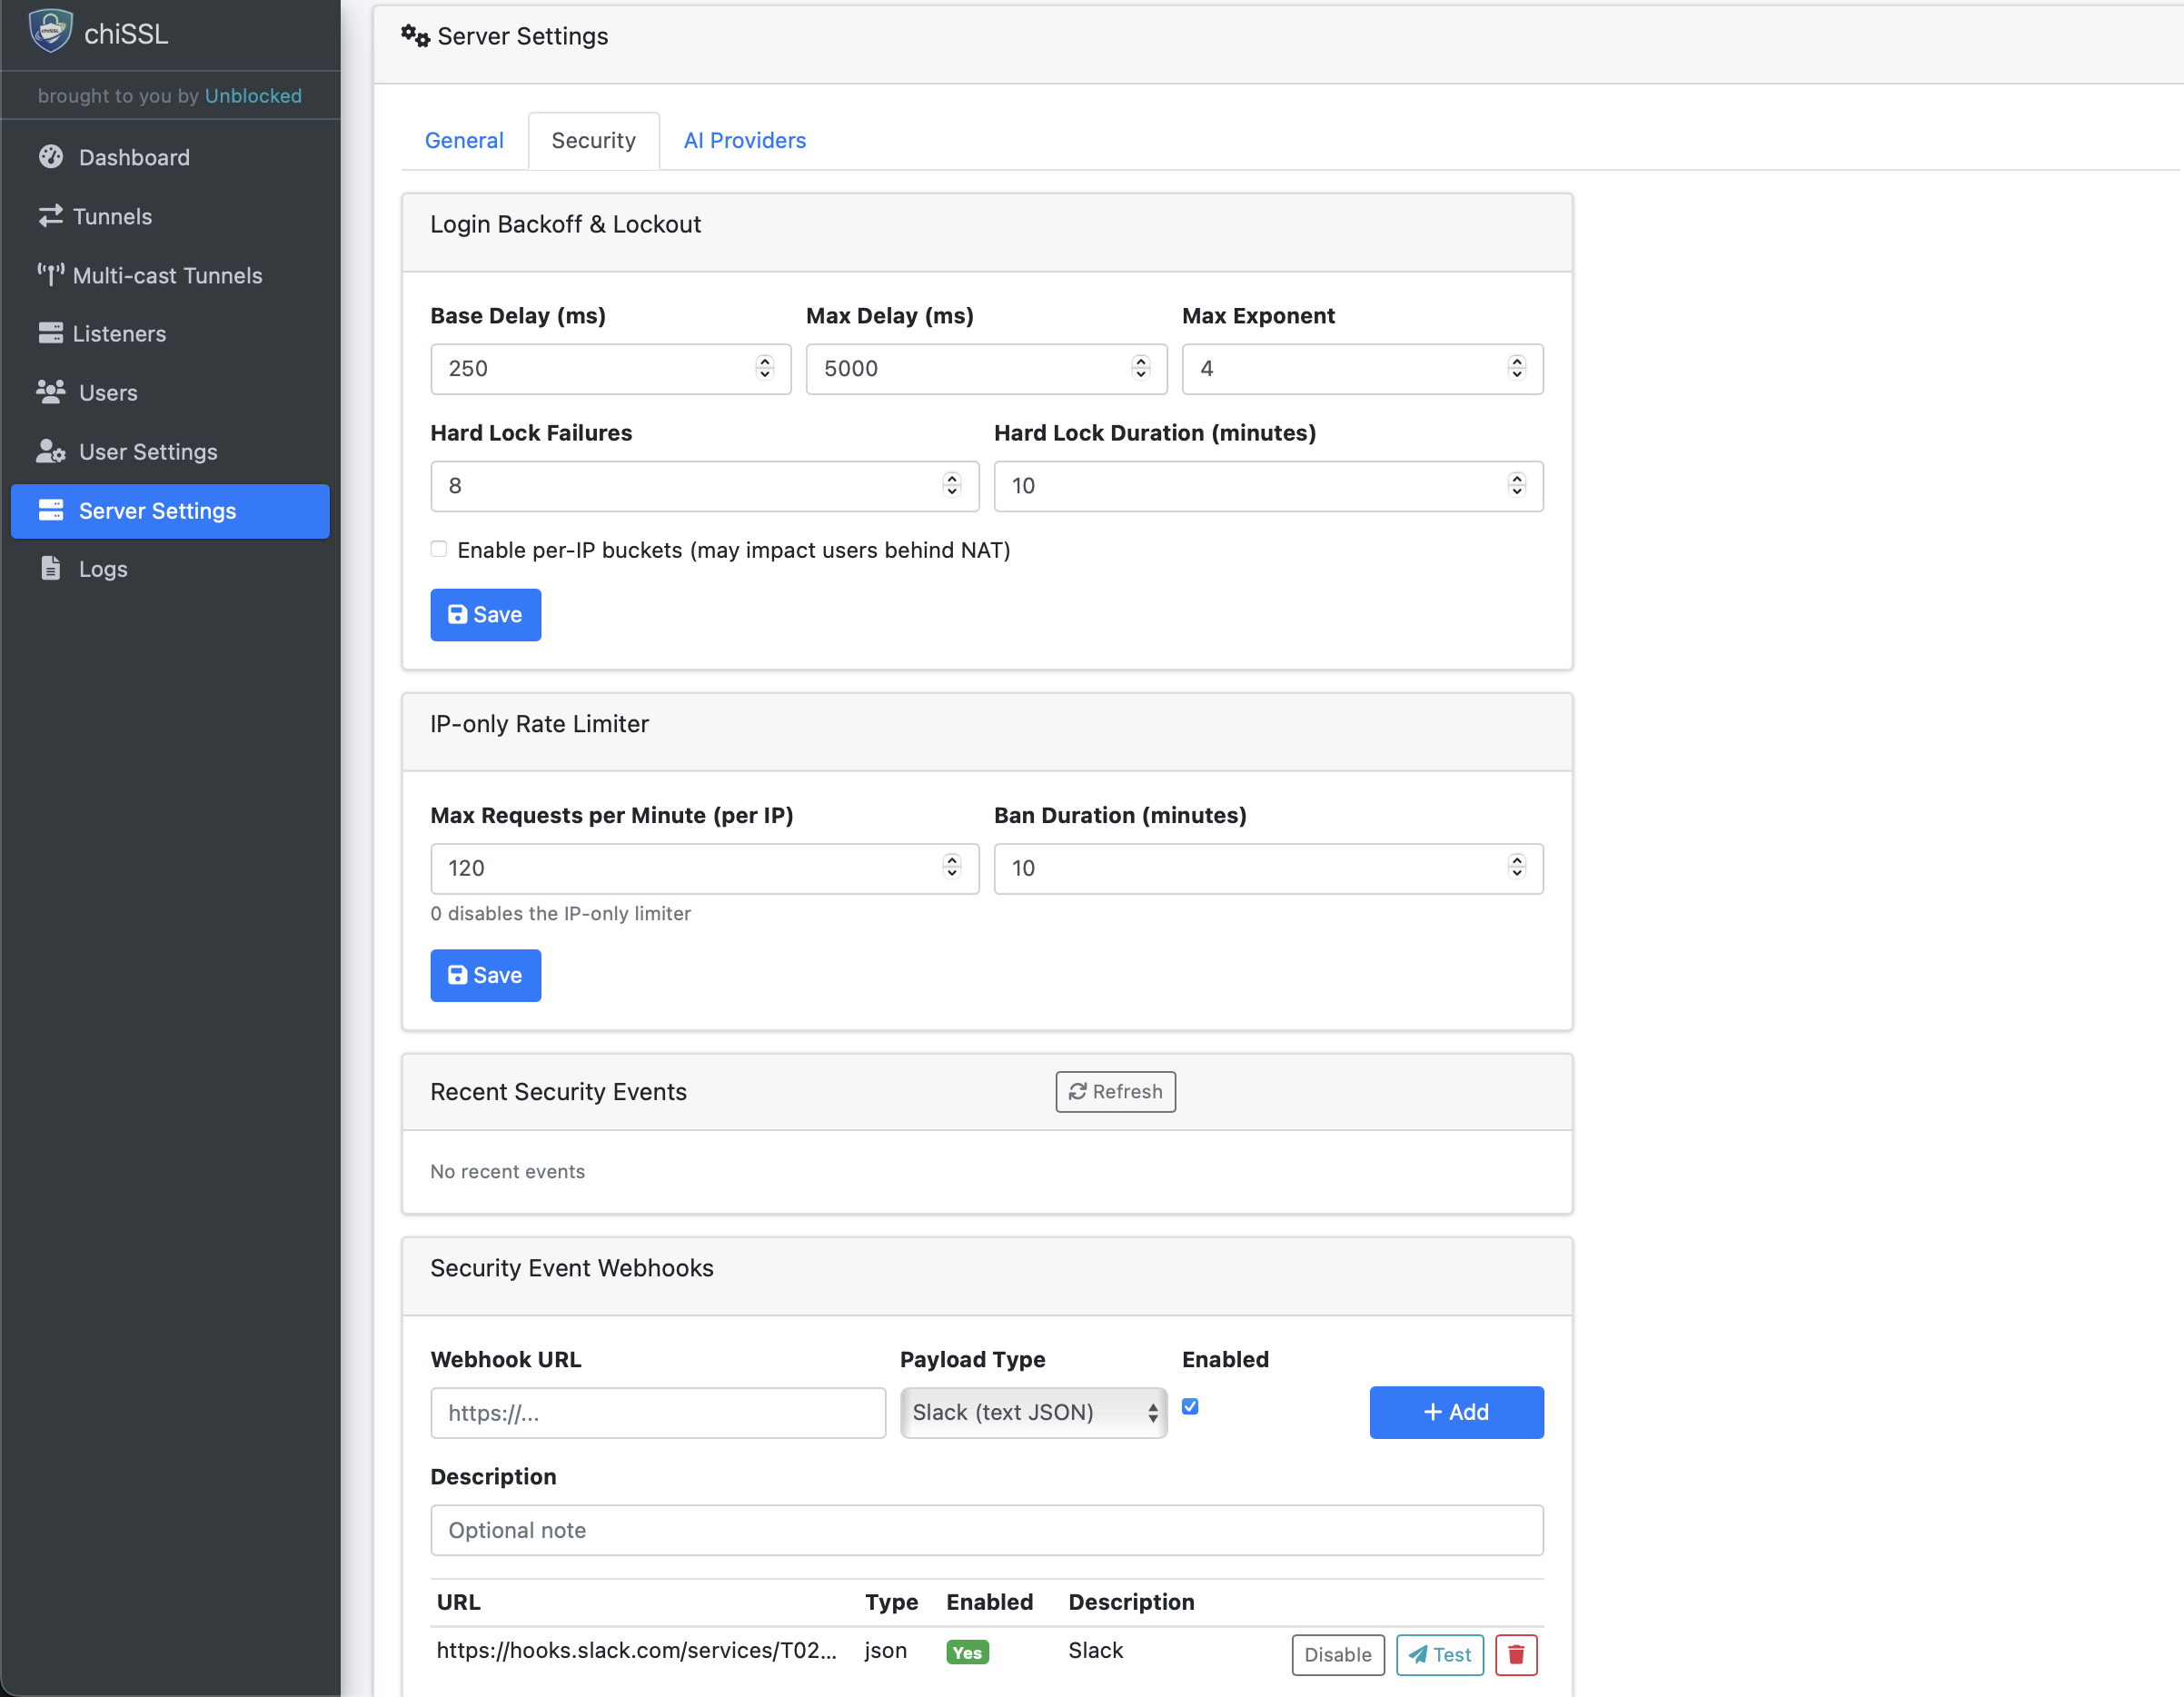 chiSSL
brought to you by Unblocked
Dashboard
Tunnels
Multi-cast Tunnels
Listeners
Users
User Settings
Server Settings
Logs
Server Settings
General Security AI Providers
Login Backoff & Lockout
Base Delay (ms) Max Delay (ms) Max Exponent
250 5000 4
Hard Lock Failures Hard Lock Duration (minutes)
8 10
Enable per-IP buckets (may impact users behind NAT)
Save
IP-only Rate Limiter
Max Requests per Minute (per IP) Ban Duration (minutes)
120 10
0 disables the IP-only limiter
Save
Recent Security Events Refresh
No recent events
Security Event Webhooks
Webhook URL Payload Type Enabled
https://... Slack (text JSON) + Add
Description
Optional note
URL Type Enabled Description
https://hooks.slack.com/services/T02... json Yes Slack Disable Test